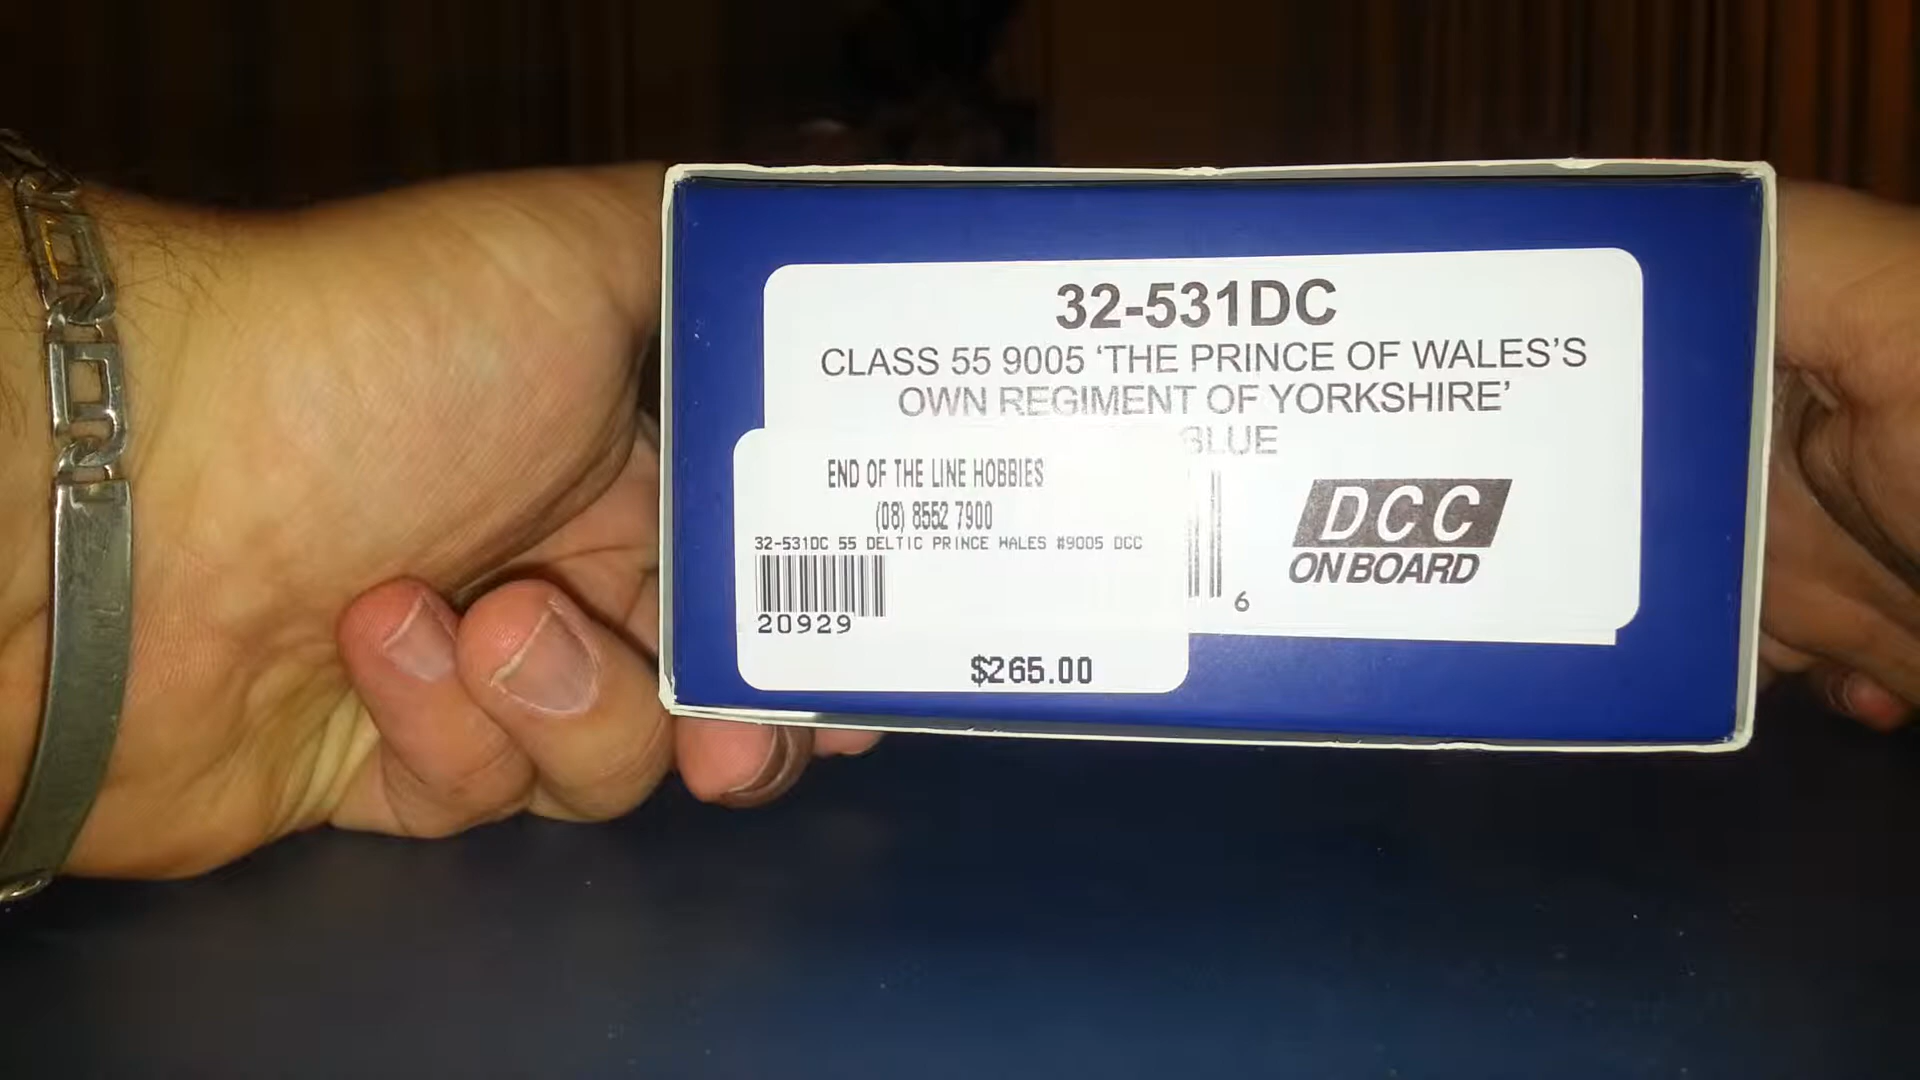 32-531DC
CLASS 55 9005 ‘THE PRINCE OF WALES’S
OWN REGIMENT OF YORKSHIRE’
BLUE
END OF THE LINE HOBBIES
(08) 8552 7900
32-531DC 55 DELTIC PRINCE WALES #9005 DCC
20929
$265.00
6
DCC
ON BOARD